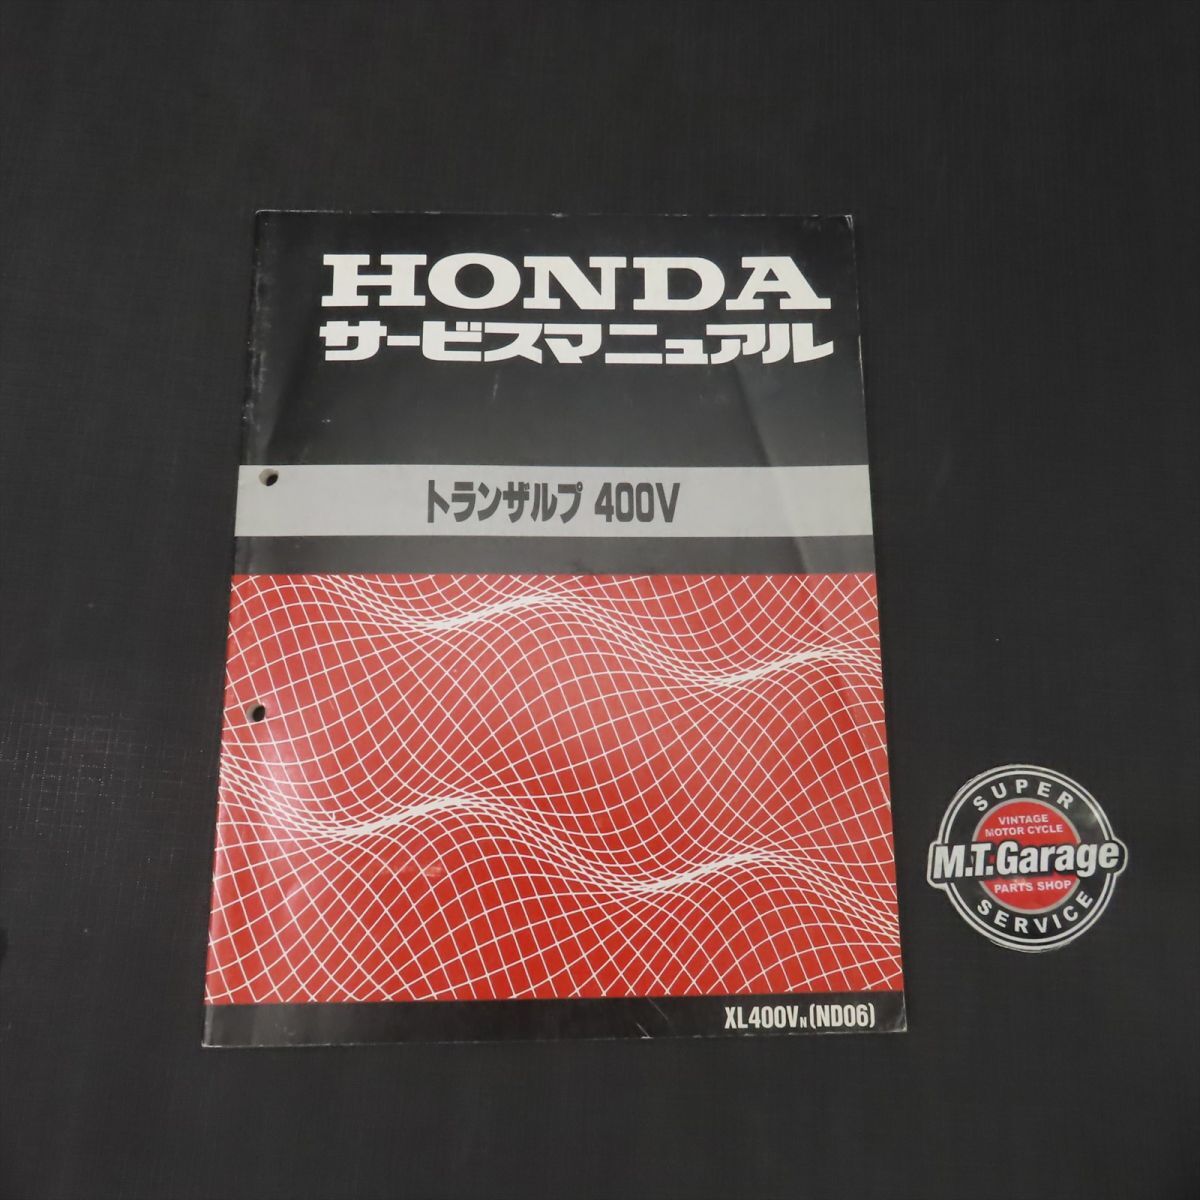 HONDA
サービスマニュアル
トランザルプ 400V
XL400VN (ND06)
SUPER
VINTAGE
MOTOR CYCLE
M.T.Garage
PARTS SHOP
SERVICE